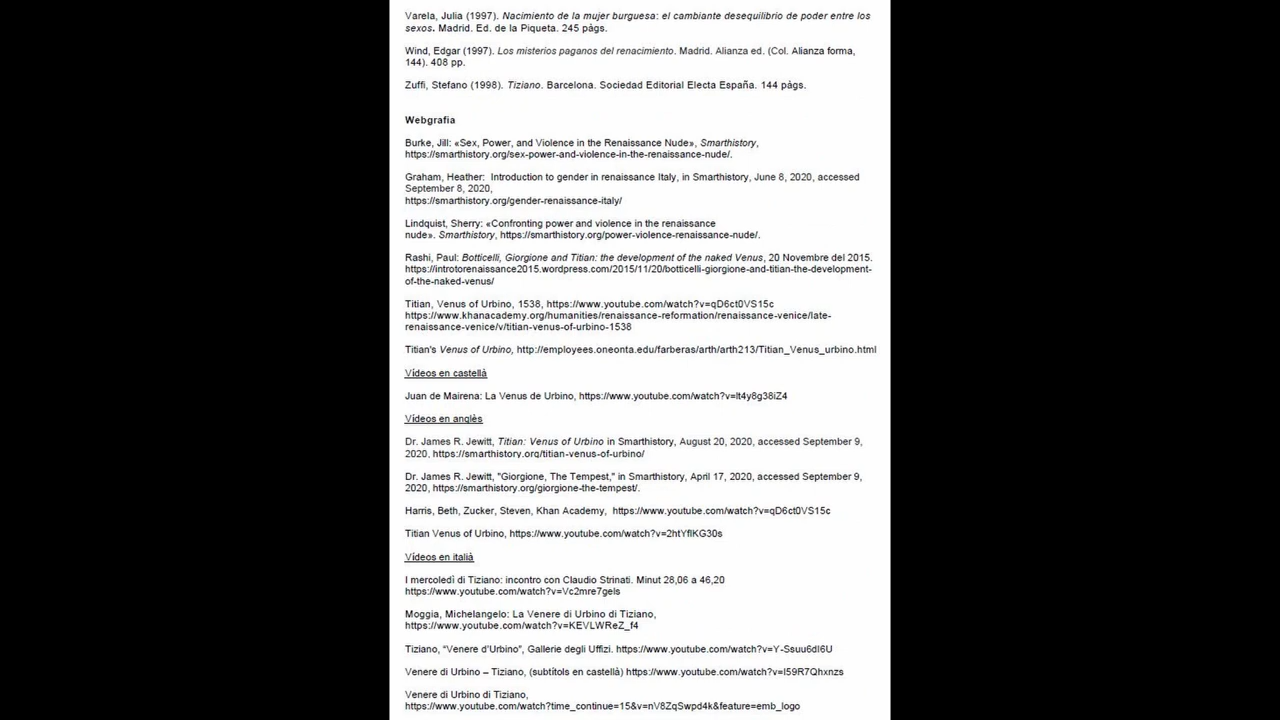 Varela, Julia (1997). Nacimiento de la mujer burguesa: el cambiante desequilibrio de poder entre los
sexos. Madrid. Ed. de la Piqueta. 245 pàgs.
Wind, Edgar (1997). Los misterios paganos del renacimiento. Madrid. Alianza ed. (Col. Alianza forma,
144). 408 pp.
Zuffi, Stefano (1998). Tiziano. Barcelona. Sociedad Editorial Electa España. 144 pàgs.
Webgrafia
Burke, Jill: «Sex, Power, and Violence in the Renaissance Nude», Smarthistory,
https://smarthistory.org/sex-power-and-violence-in-the-renaissance-nude/.
Graham, Heather: Introduction to gender in renaissance Italy, in Smarthistory, June 8, 2020, accessed
September 8, 2020,
https://smarthistory.org/gender-renaissance-italy/
Lindquist, Sherry: «Confronting power and violence in the renaissance
nude». Smarthistory, https://smarthistory.org/power-violence-renaissance-nude/.
Rashi, Paul: Botticelli, Giorgione and Titian: the development of the naked Venus, 20 Novembre del 2015.
https://introtorenaissance2015.wordpress.com/2015/11/20/botticelli-giorgione-and-titian-the-development-
of-the-naked-venus/
Titian, Venus of Urbino, 1538, https://www.youtube.com/watch?v=qD6ct0VS15c
https://www.khanacademy.org/humanities/renaissance-reformation/renaissance-venice/late-
renaissance-venice/v/titian-venus-of-urbino-1538
Titian's Venus of Urbino, http://employees.oneonta.edu/farberas/arth/arth213/Titian_Venus_urbino.html
Vídeos en castellà
Juan de Mairena: La Venus de Urbino, https://www.youtube.com/watch?v=lt4y8g38iZ4
Vídeos en anglès
Dr. James R. Jewitt, Titian: Venus of Urbino in Smarthistory, August 20, 2020, accessed September 9,
2020, https://smarthistory.org/titian-venus-of-urbino/
Dr. James R. Jewitt, "Giorgione, The Tempest," in Smarthistory, April 17, 2020, accessed September 9,
2020, https://smarthistory.org/giorgione-the-tempest/.
Harris, Beth, Zucker, Steven, Khan Academy, https://www.youtube.com/watch?v=qD6ct0VS15c
Titian Venus of Urbino, https://www.youtube.com/watch?v=2htYflKG30s
Vídeos en italià
I mercoledì di Tiziano: incontro con Claudio Strinati. Minut 28,06 a 46,20
https://www.youtube.com/watch?v=Vc2mre7gels
Moggia, Michelangelo: La Venere di Urbino di Tiziano,
https://www.youtube.com/watch?v=KEVLWReZ_f4
Tiziano, “Venere d’Urbino”, Gallerie degli Uffizi. https://www.youtube.com/watch?v=Y-Ssuu6dI6U
Venere di Urbino – Tiziano, (subtítols en castellà) https://www.youtube.com/watch?v=I59R7Qhxnzs
Venere di Urbino di Tiziano,
https://www.youtube.com/watch?time_continue=15&v=nV8ZqSwpd4k&feature=emb_logo